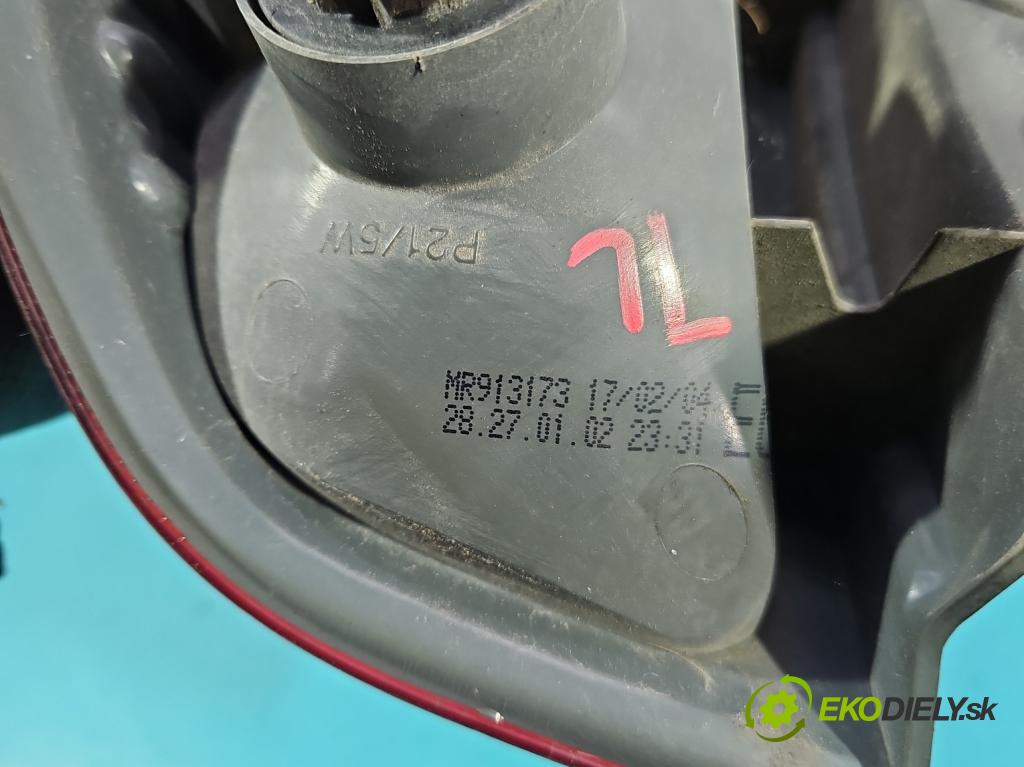 P21/5W
TL
MR913173 17/02/04
28.27.01.02 23:31
EKODIELY.sk